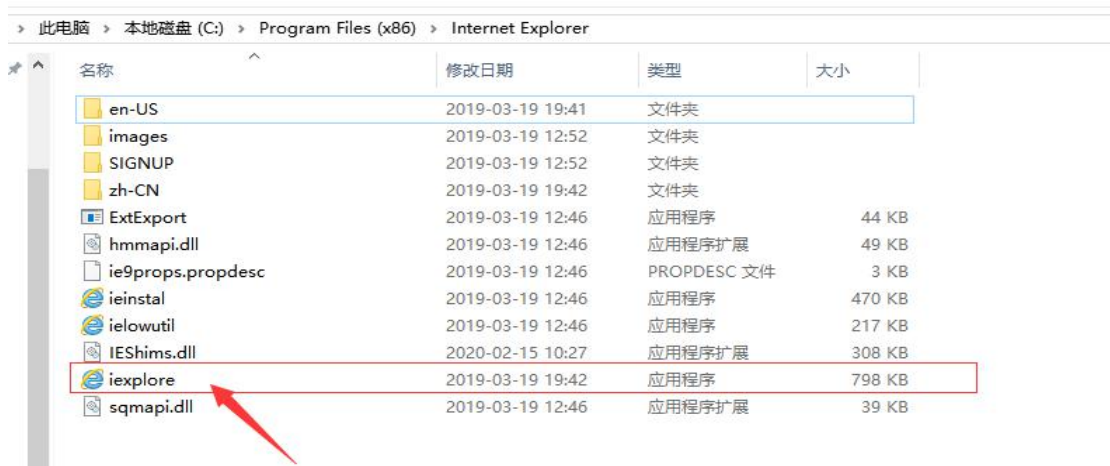 > 此电脑 > 本地磁盘 (C:) > Program Files (x86) > Internet Explorer
名称 修改日期 类型 大小
en-US 2019-03-19 19:41 文件夹
images 2019-03-19 12:52 文件夹
SIGNUP 2019-03-19 12:52 文件夹
zh-CN 2019-03-19 19:42 文件夹
ExtExport 2019-03-19 12:46 应用程序 44 KB
hmmapi.dll 2019-03-19 12:46 应用程序扩展 49 KB
ie9props.propdesc 2019-03-19 12:46 PROPDESC 文件 3 KB
ieinstal 2019-03-19 12:46 应用程序 470 KB
ielowutil 2019-03-19 12:46 应用程序 217 KB
IEShims.dll 2020-02-15 10:27 应用程序扩展 308 KB
iexplore 2019-03-19 19:42 应用程序 798 KB
sqmapi.dll 2019-03-19 12:46 应用程序扩展 39 KB